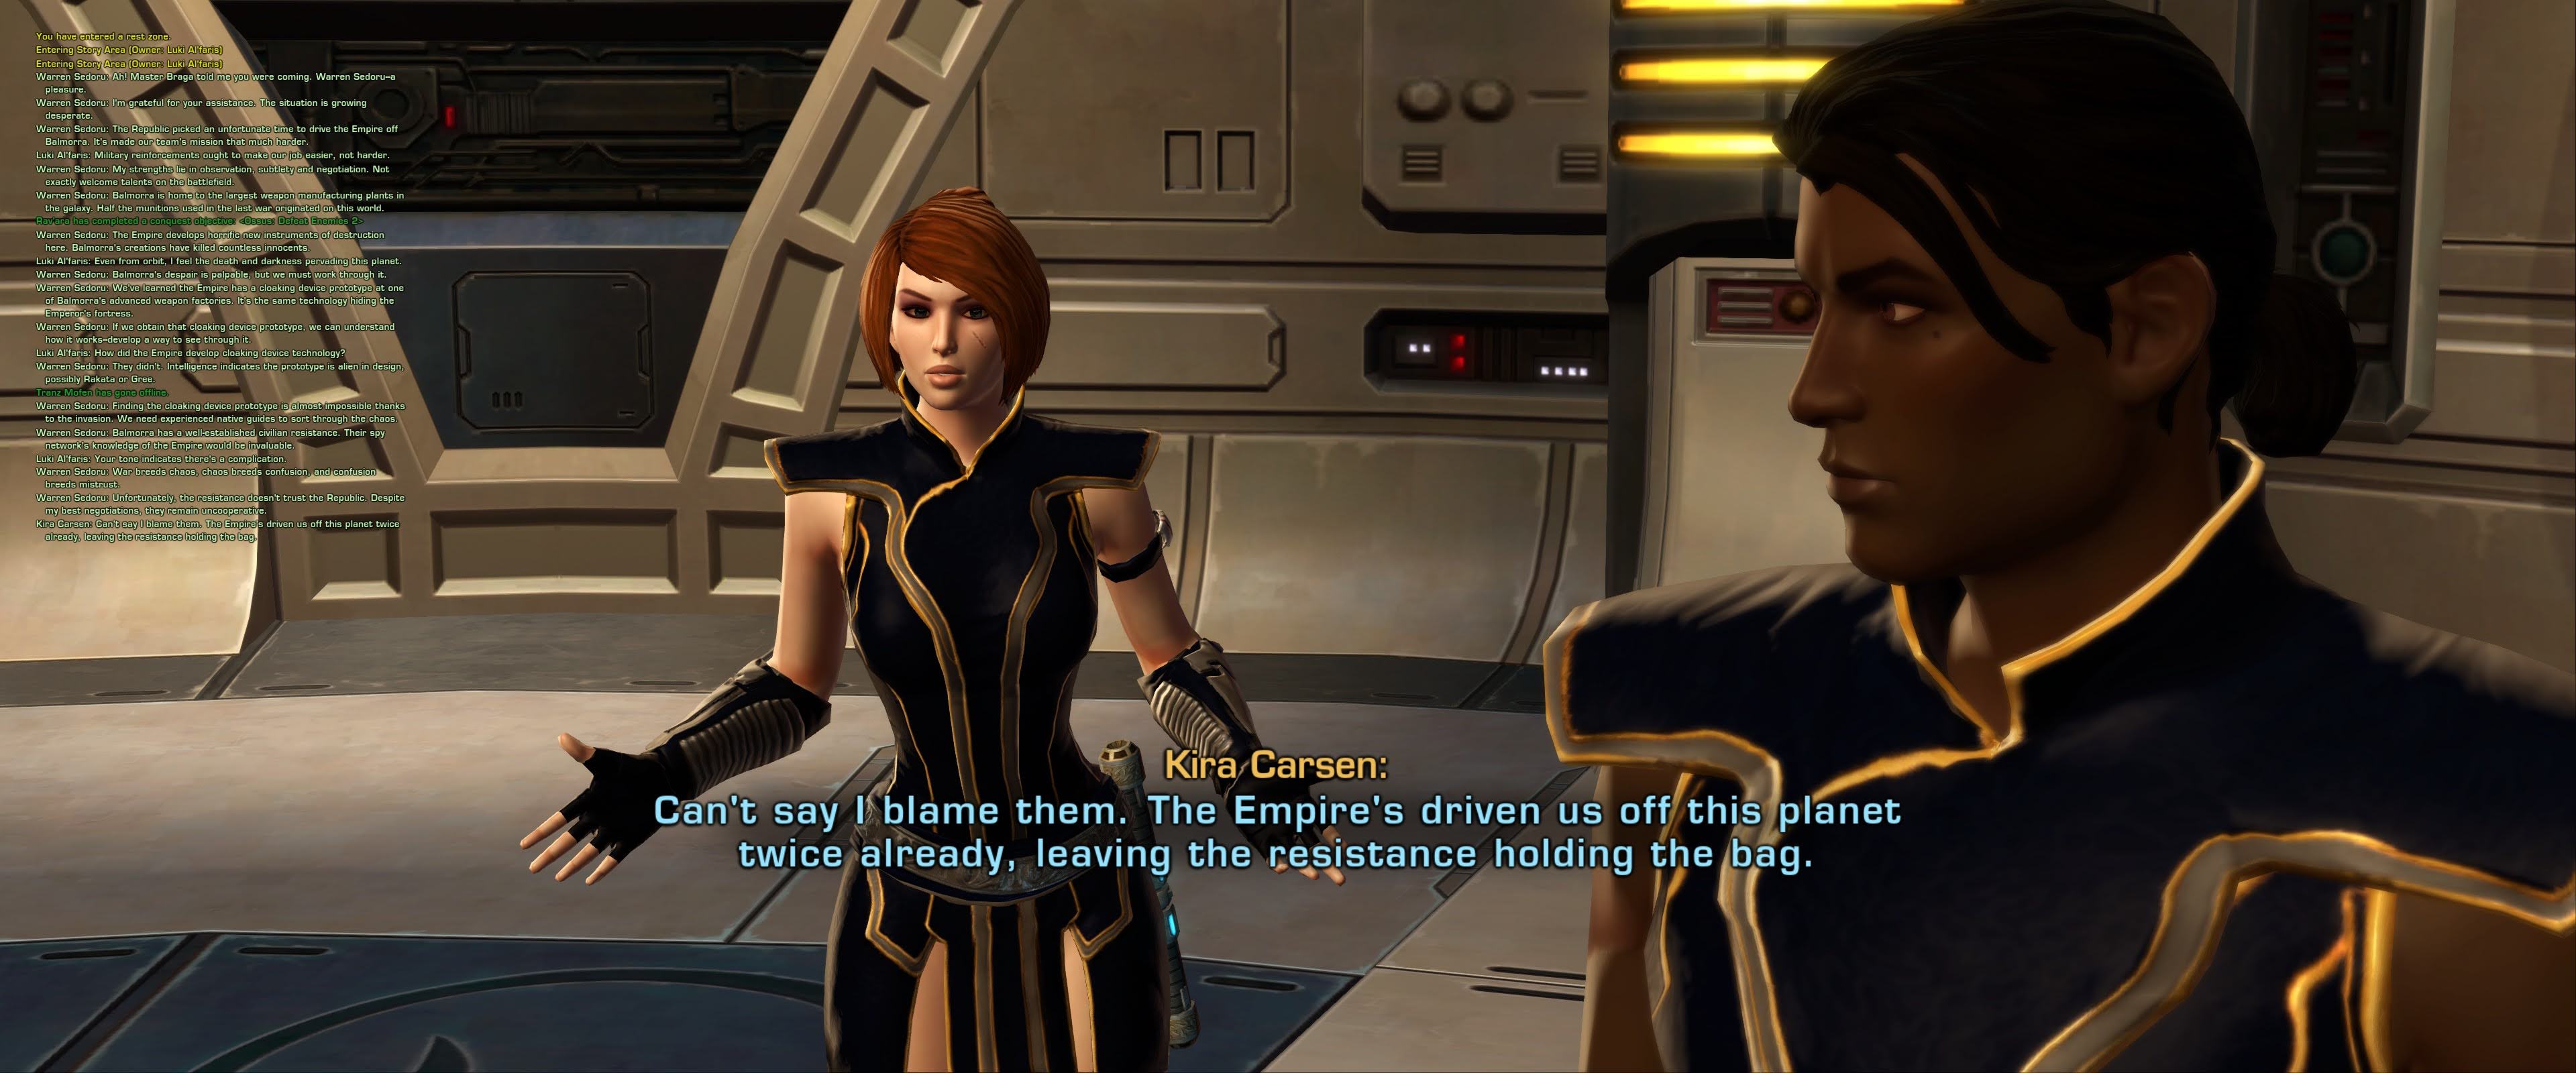 You have entered a rest zone.
Entering Story Area (Owner: Luki Al'faris)
Entering Story Area (Owner: Luki Al'faris)
Warren Sedoru: Ah! Master Braga told me you were coming. Warren Sedoru—a
pleasure.
Warren Sedoru: I'm grateful for your assistance. The situation is growing
desperate.
Warren Sedoru: The Republic picked an unfortunate time to drive the Empire off
Balmorra. It's made our team's mission that much harder.
Luki Al'faris: Military reinforcements ought to make our job easier, not harder.
Warren Sedoru: My strengths lie in observation, subtlety and negotiation. Not
exactly welcome talents on the battlefield.
Warren Sedoru: Balmorra is home to the largest weapon manufacturing plants in
the galaxy. Half the munitions used in the last war originated on this world.
Rav'ara has completed a conquest objective: <Ossus: Defeat Enemies 2>
Warren Sedoru: The Empire develops horrific new instruments of destruction
here. Balmorra's creations have killed countless innocents.
Luki Al'faris: Even from orbit, I feel the death and darkness pervading this planet.
Warren Sedoru: Balmorra's despair is palpable, but we must work through it.
Warren Sedoru: We've learned the Empire has a cloaking device prototype at one
of Balmorra's advanced weapon factories. It's the same technology hiding the
Emperor's fortress.
Warren Sedoru: If we obtain that cloaking device prototype, we can understand
how it works—develop a way to see through it.
Luki Al'faris: How did the Empire develop cloaking device technology?
Warren Sedoru: They didn't. Intelligence indicates the prototype is alien in design,
possibly Rakata or Gree.
Tranz Mofen has gone offline.
Warren Sedoru: Finding the cloaking device prototype is almost impossible thanks
to the invasion. We need experienced native guides to sort through the chaos.
Warren Sedoru: Balmorra has a well-established civilian resistance. Their spy
network's knowledge of the Empire would be invaluable.
Luki Al'faris: Your tone indicates there's a complication.
Warren Sedoru: War breeds chaos, chaos breeds confusion, and confusion
breeds mistrust.
Warren Sedoru: Unfortunately, the resistance doesn't trust the Republic. Despite
my best negotiations, they remain uncooperative.
Kira Carsen: Can't say I blame them. The Empire's driven us off this planet twice
already, leaving the resistance holding the bag.
Kira Carsen:
Can't say I blame them. The Empire's driven us off this planet
twice already, leaving the resistance holding the bag.